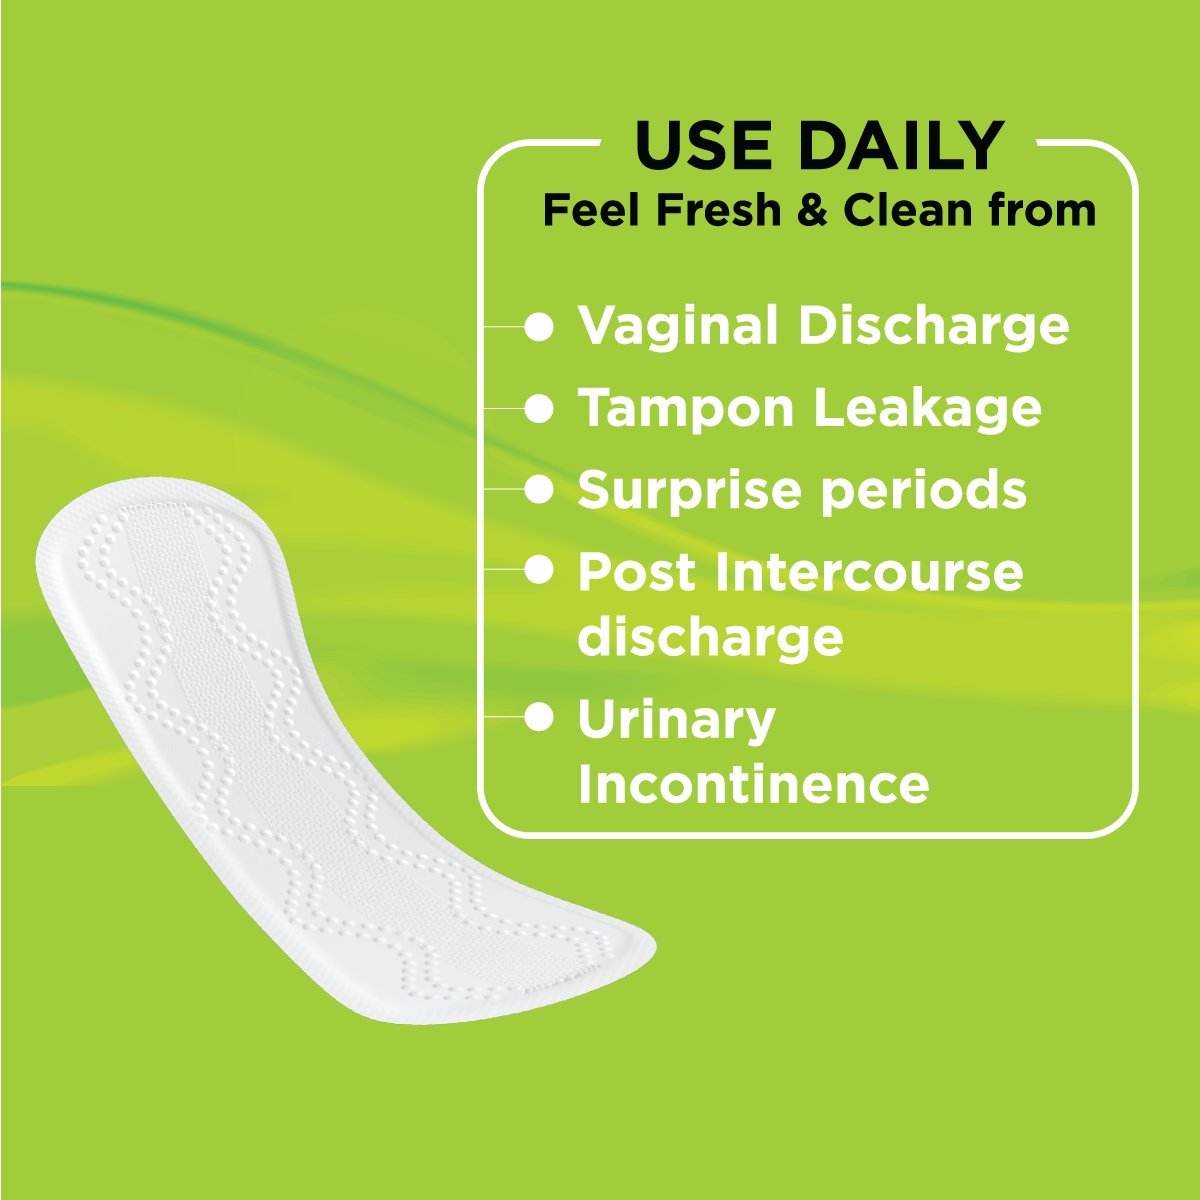 USE DAILY
Feel Fresh & Clean from
Vaginal Discharge
Tampon Leakage
Surprise periods
Post Intercourse
discharge
Urinary
Incontinence